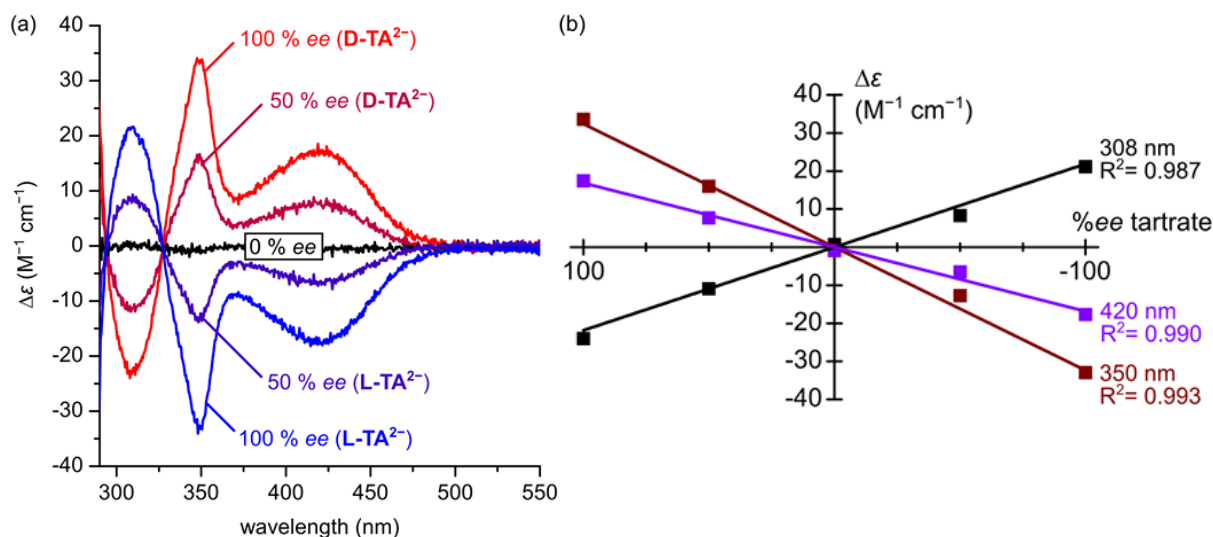 (a)
40
30
20
10
0
-10
-20
-30
-40
Δε (M⁻¹ cm⁻¹)
100 % ee (D-TA²⁻)
50 % ee (D-TA²⁻)
0 % ee
50 % ee (L-TA²⁻)
100 % ee (L-TA²⁻)
300 350 400 450 500 550
wavelength (nm)
(b)
Δε
(M⁻¹ cm⁻¹)
40
30
20
10
-10
-20
-30
-40
100
-100
308 nm
R²= 0.987
%ee tartrate
420 nm
R²= 0.990
350 nm
R²= 0.993